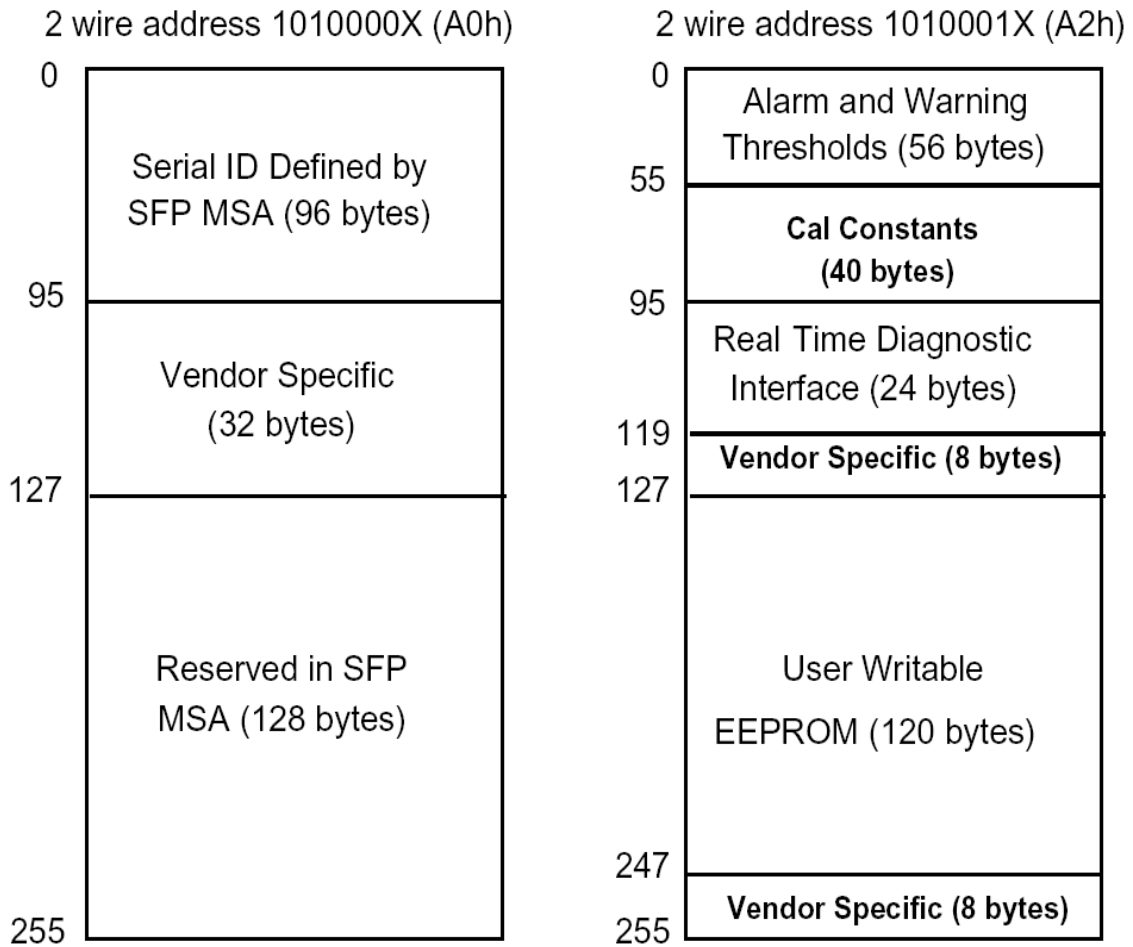 2 wire address 1010000X (A0h)
0
Serial ID Defined by
SFP MSA (96 bytes)
95
Vendor Specific
(32 bytes)
127
Reserved in SFP
MSA (128 bytes)
255
2 wire address 1010001X (A2h)
0
Alarm and Warning
Thresholds (56 bytes)
55
Cal Constants
(40 bytes)
95
Real Time Diagnostic
Interface (24 bytes)
119
Vendor Specific (8 bytes)
127
User Writable
EEPROM (120 bytes)
247
Vendor Specific (8 bytes)
255